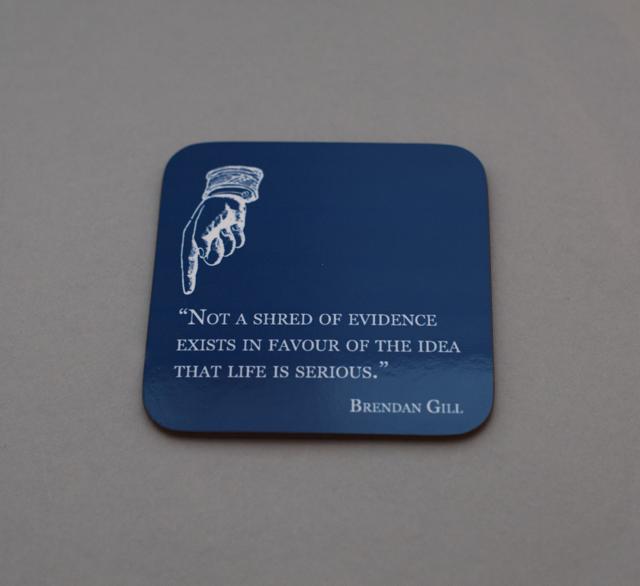 “Not a shred of evidence
exists in favour of the idea
that life is serious.”
Brendan Gill